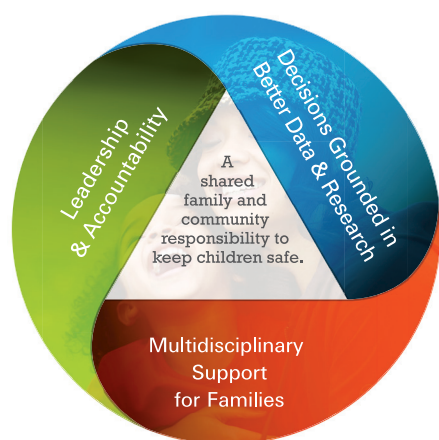 Leadership
& Accountability
Decisions Grounded in
Better Data & Research
A
shared
family and
community
responsibility to
keep children safe.
Multidisciplinary
Support
for Families